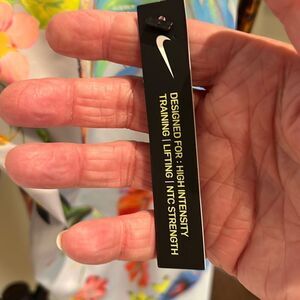 DESIGNED FOR : HIGH INTENSITY
TRAINING | LIFTING | NTC STRENGTH